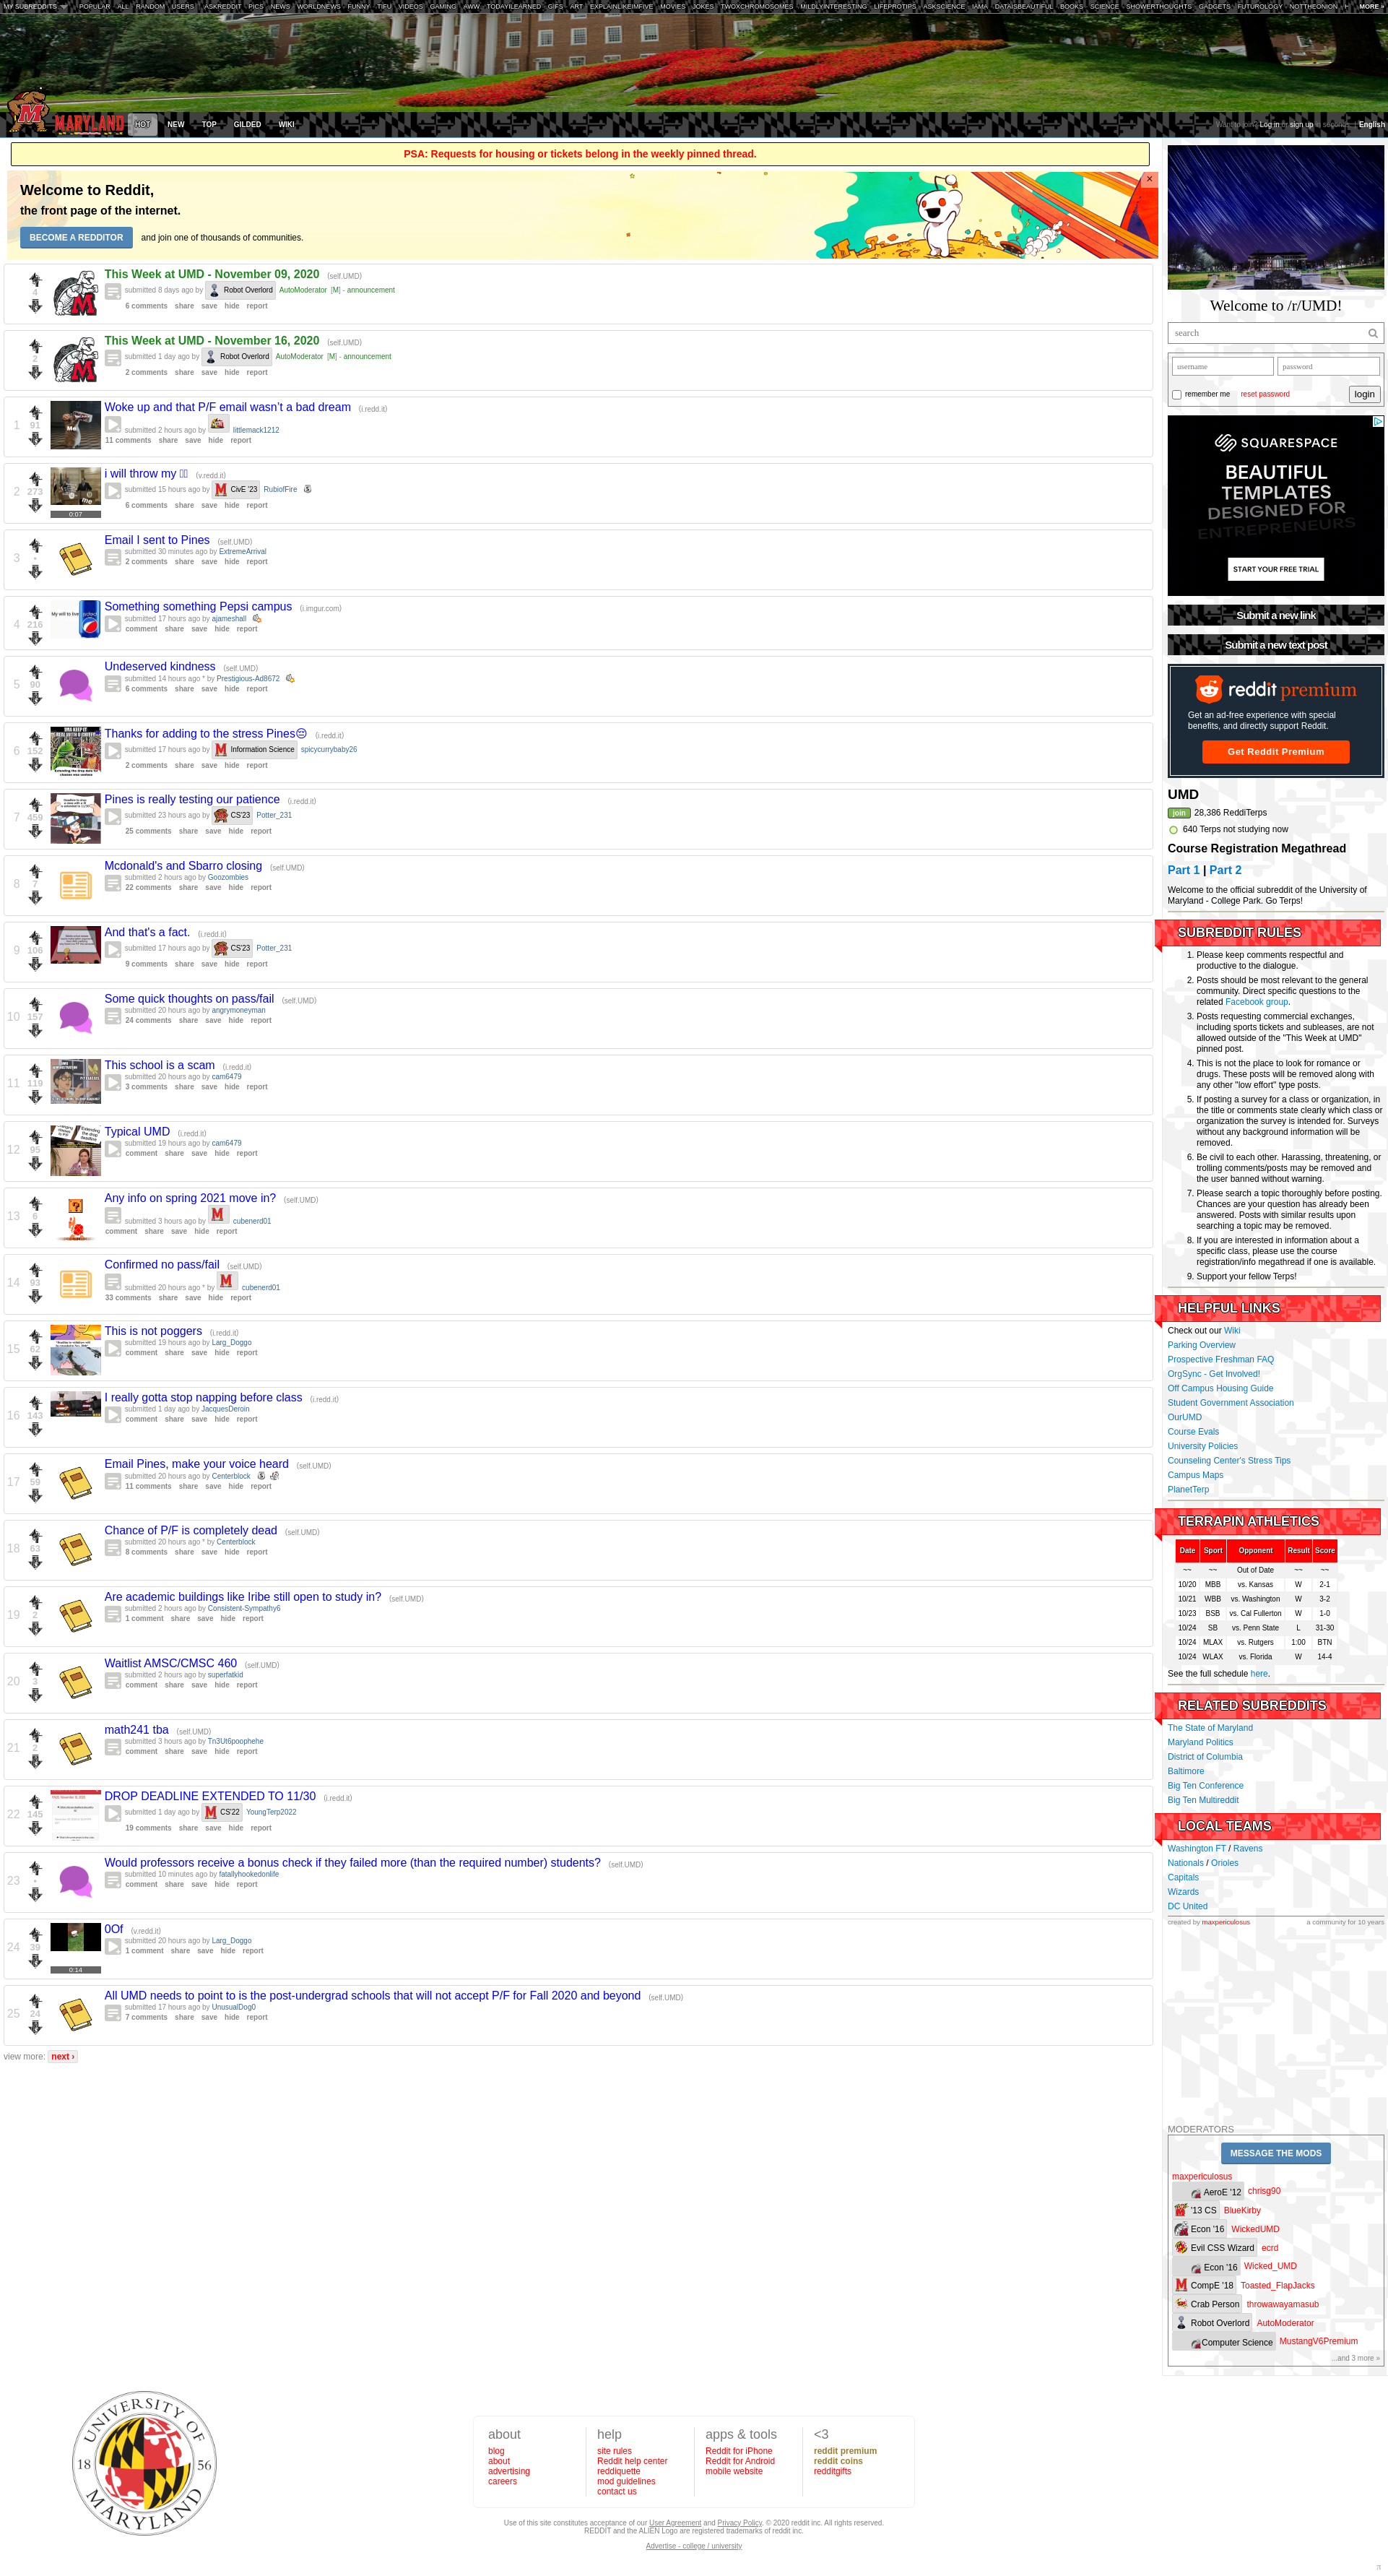 MY SUBREDDITS POPULAR - ALL - RANDOM - USERS | ASKREDDIT - PICS - NEWS - WORLDNEWS - FUNNY - TIFU - VIDEOS - GAMING - AWW - TODAYILEARNED - GIFS - ART - EXPLAINLIKEIMFIVE - MOVIES - JOKES - TWOXCHROMOSOMES - MILDLYINTERESTING - LIFEPROTIPS - ASKSCIENCE - IAMA - DATAISBEAUTIFUL - BOOKS - SCIENCE - SHOWERTHOUGHTS - GADGETS - FUTUROLOGY - NOTTHEONION - H MORE »
MARYLAND HOT NEW TOP GILDED WIKI
Want to join? Log in or sign up in seconds. | English
PSA: Requests for housing or tickets belong in the weekly pinned thread.
Welcome to Reddit,
the front page of the internet.
BECOME A REDDITOR and join one of thousands of communities.
×
4
This Week at UMD - November 09, 2020 (self.UMD)
submitted 8 days ago by Robot Overlord AutoModerator [M] - announcement
6 comments share save hide report
2
This Week at UMD - November 16, 2020 (self.UMD)
submitted 1 day ago by Robot Overlord AutoModerator [M] - announcement
2 comments share save hide report
1
91
Me
Woke up and that P/F email wasn't a bad dream (i.redd.it)
submitted 2 hours ago by littlemack1212
11 comments share save hide report
2
273
me
0:07
i will throw my (v.redd.it)
submitted 15 hours ago by CivE '23 RubiofFire
6 comments share save hide report
3
•
Email I sent to Pines (self.UMD)
submitted 30 minutes ago by ExtremeArrival
2 comments share save hide report
4
216
My will to live
Something something Pepsi campus (i.imgur.com)
submitted 17 hours ago by ajameshall
comment share save hide report
5
90
Undeserved kindness (self.UMD)
submitted 14 hours ago * by Prestigious-Ad8672
6 comments share save hide report
6
152
Thanks for adding to the stress Pines😔 (i.redd.it)
submitted 17 hours ago by Information Science spicycurrybaby26
2 comments share save hide report
7
459
Pines is really testing our patience (i.redd.it)
submitted 23 hours ago by CS'23 Potter_231
25 comments share save hide report
8
7
Mcdonald's and Sbarro closing (self.UMD)
submitted 2 hours ago by Goozombies
22 comments share save hide report
9
106
And that's a fact. (i.redd.it)
submitted 17 hours ago by CS'23 Potter_231
9 comments share save hide report
10
157
Some quick thoughts on pass/fail (self.UMD)
submitted 20 hours ago by angrymoneyman
24 comments share save hide report
11
119
This school is a scam (i.redd.it)
submitted 20 hours ago by cam6479
3 comments share save hide report
12
95
Typical UMD (i.redd.it)
submitted 19 hours ago by cam6479
comment share save hide report
13
6
Any info on spring 2021 move in? (self.UMD)
submitted 3 hours ago by cubenerd01
comment share save hide report
14
93
Confirmed no pass/fail (self.UMD)
submitted 20 hours ago * by cubenerd01
33 comments share save hide report
15
62
This is not poggers (i.redd.it)
submitted 19 hours ago by Larg_Doggo
comment share save hide report
16
143
I really gotta stop napping before class (i.redd.it)
submitted 1 day ago by JacquesDeroin
comment share save hide report
17
59
Email Pines, make your voice heard (self.UMD)
submitted 20 hours ago by Centerblock
11 comments share save hide report
18
63
Chance of P/F is completely dead (self.UMD)
submitted 20 hours ago * by Centerblock
8 comments share save hide report
19
2
Are academic buildings like Iribe still open to study in? (self.UMD)
submitted 2 hours ago by Consistent-Sympathy6
1 comment share save hide report
20
3
Waitlist AMSC/CMSC 460 (self.UMD)
submitted 2 hours ago by superfatkid
comment share save hide report
21
2
math241 tba (self.UMD)
submitted 3 hours ago by Tn3Ut6poophehe
comment share save hide report
22
145
DROP DEADLINE EXTENDED TO 11/30 (i.redd.it)
submitted 1 day ago by CS'22 YoungTerp2022
19 comments share save hide report
23
•
Would professors receive a bonus check if they failed more (than the required number) students? (self.UMD)
submitted 10 minutes ago by fatallyhookedonlife
comment share save hide report
24
39
0:14
0Of (v.redd.it)
submitted 20 hours ago by Larg_Doggo
1 comment share save hide report
25
24
All UMD needs to point to is the post-undergrad schools that will not accept P/F for Fall 2020 and beyond (self.UMD)
submitted 17 hours ago by UnusualDog0
7 comments share save hide report
view more: next ›
Welcome to /r/UMD!
search
username password
remember me reset password login
SQUARESPACE
BEAUTIFUL
TEMPLATES
DESIGNED FOR
ENTREPRENEURS
START YOUR FREE TRIAL
Submit a new link
Submit a new text post
reddit premium
Get an ad-free experience with special
benefits, and directly support Reddit.
Get Reddit Premium
UMD
join 28,386 ReddiTerps
640 Terps not studying now
Course Registration Megathread
Part 1 | Part 2
Welcome to the official subreddit of the University of
Maryland - College Park. Go Terps!
SUBREDDIT RULES
1. Please keep comments respectful and
productive to the dialogue.
2. Posts should be most relevant to the general
community. Direct specific questions to the
related Facebook group.
3. Posts requesting commercial exchanges,
including sports tickets and subleases, are not
allowed outside of the "This Week at UMD"
pinned post.
4. This is not the place to look for romance or
drugs. These posts will be removed along with
any other "low effort" type posts.
5. If posting a survey for a class or organization, in
the title or comments state clearly which class or
organization the survey is intended for. Surveys
without any background information will be
removed.
6. Be civil to each other. Harassing, threatening, or
trolling comments/posts may be removed and
the user banned without warning.
7. Please search a topic thoroughly before posting.
Chances are your question has already been
answered. Posts with similar results upon
searching a topic may be removed.
8. If you are interested in information about a
specific class, please use the course
registration/info megathread if one is available.
9. Support your fellow Terps!
HELPFUL LINKS
Check out our Wiki
Parking Overview
Prospective Freshman FAQ
OrgSync - Get Involved!
Off Campus Housing Guide
Student Government Association
OurUMD
Course Evals
University Policies
Counseling Center's Stress Tips
Campus Maps
PlanetTerp
TERRAPIN ATHLETICS
Date Sport Opponent Result Score
~~ ~~ Out of Date ~~ ~~
10/20 MBB vs. Kansas W 2-1
10/21 WBB vs. Washington W 3-2
10/23 BSB vs. Cal Fullerton W 1-0
10/24 SB vs. Penn State L 31-30
10/24 MLAX vs. Rutgers 1:00 BTN
10/24 WLAX vs. Florida W 14-4
See the full schedule here.
RELATED SUBREDDITS
The State of Maryland
Maryland Politics
District of Columbia
Baltimore
Big Ten Conference
Big Ten Multireddit
LOCAL TEAMS
Washington FT / Ravens
Nationals / Orioles
Capitals
Wizards
DC United
created by maxpericulosus a community for 10 years
MODERATORS
MESSAGE THE MODS
maxpericulosus
AeroE '12 chrisg90
'13 CS BlueKirby
Econ '16 WickedUMD
Evil CSS Wizard ecrd
Econ '16 Wicked_UMD
CompE '18 Toasted_FlapJacks
Crab Person throwawayamasub
Robot Overlord AutoModerator
Computer Science MustangV6Premium
...and 3 more »
UNIVERSITY OF
18 56
MARYLAND
about
blog
about
advertising
careers
help
site rules
Reddit help center
reddiquette
mod guidelines
contact us
apps & tools
Reddit for iPhone
Reddit for Android
mobile website
<3
reddit premium
reddit coins
redditgifts
Use of this site constitutes acceptance of our User Agreement and Privacy Policy. © 2020 reddit inc. All rights reserved.
REDDIT and the ALIEN Logo are registered trademarks of reddit inc.
Advertise - college / university
π